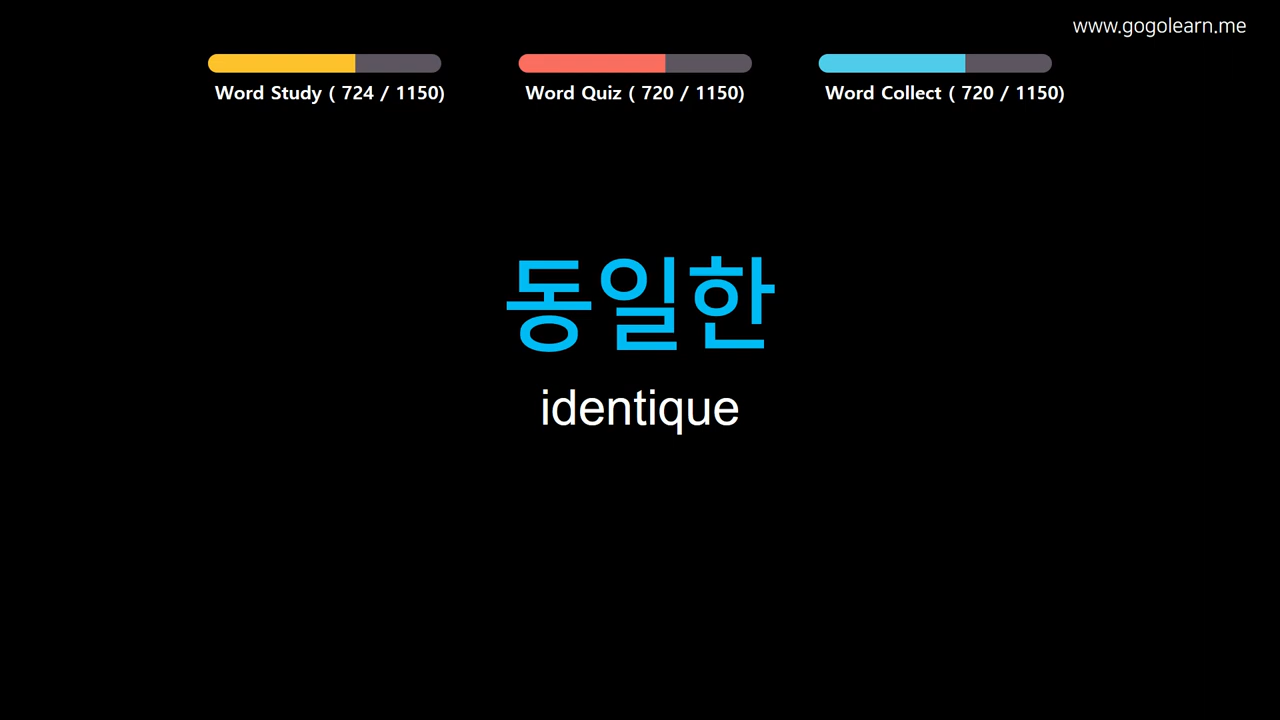 www.gogolearn.me
Word Study ( 724 / 1150)
Word Quiz ( 720 / 1150)
Word Collect ( 720 / 1150)
동일한
identique